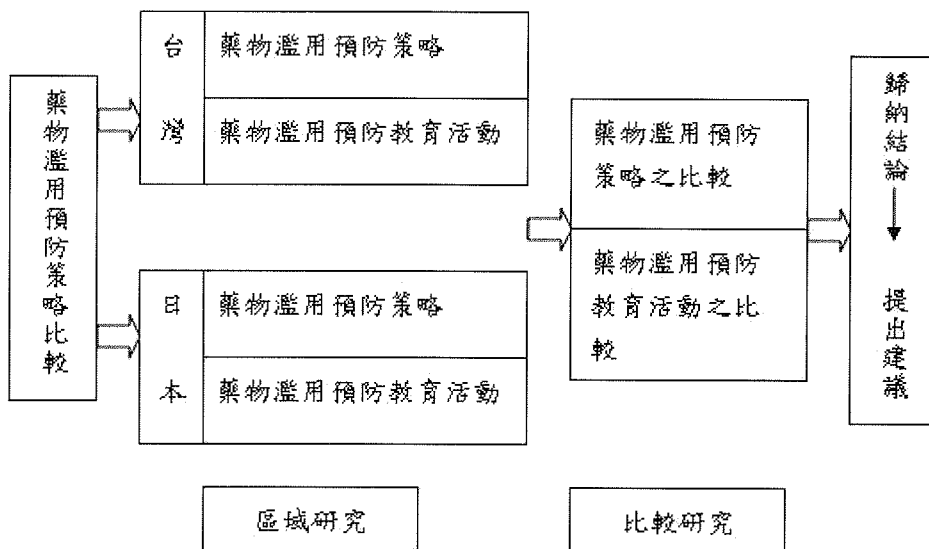 藥物濫用預防策略比較
台灣
藥物濫用預防策略
藥物濫用預防教育活動
日本
藥物濫用預防策略
藥物濫用預防教育活動
藥物濫用預防
策略之比較
藥物濫用預防
教育活動之比
較
歸納結論
提出建議
區域研究
比較研究